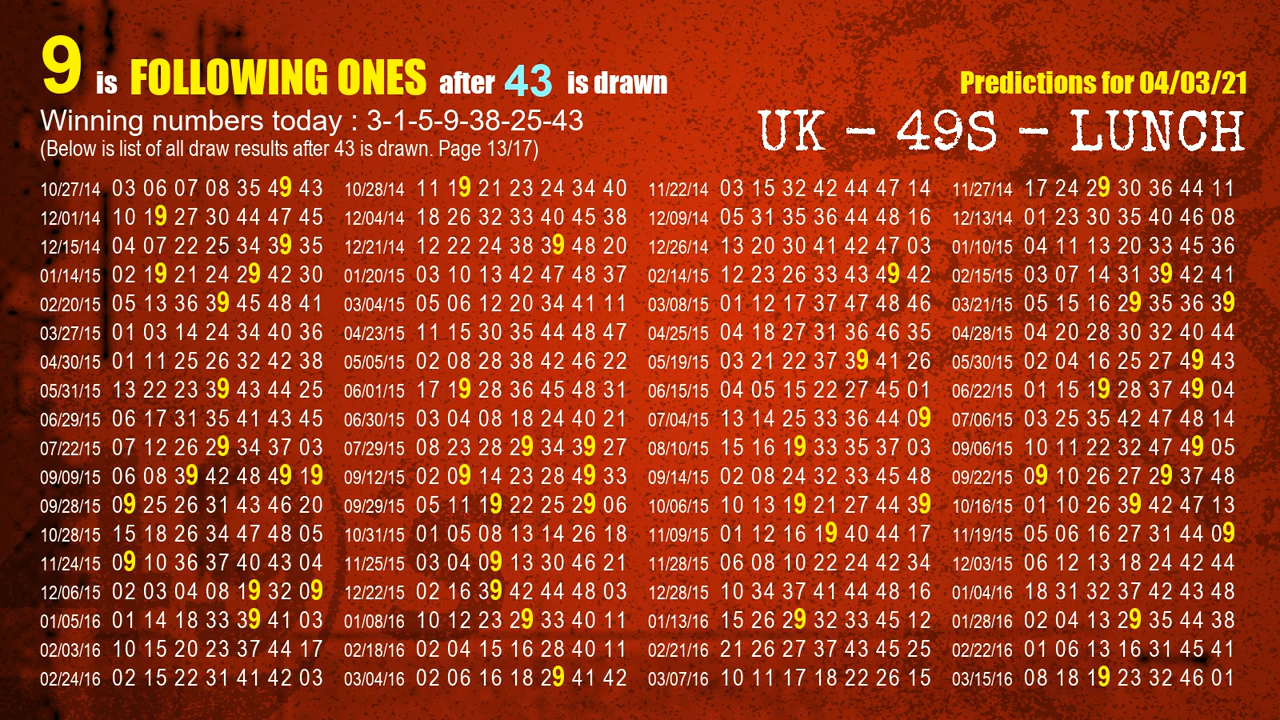 9 is FOLLOWING ONES after 43 is drawn
Predictions for 04/03/21
Winning numbers today : 3-1-5-9-38-25-43
UK - 49S - LUNCH
(Below is list of all draw results after 43 is drawn. Page 13/17)
10/27/14 03 06 07 08 35 49 43 10/28/14 11 19 21 23 24 34 40 11/22/14 03 15 32 42 44 47 14 11/27/14 17 24 29 30 36 44 11
12/01/14 10 19 27 30 44 47 45 12/04/14 18 26 32 33 40 45 38 12/09/14 05 31 35 36 44 48 16 12/13/14 01 23 30 35 40 46 08
12/15/14 04 07 22 25 34 39 35 12/21/14 12 22 24 38 39 48 20 12/26/14 13 20 30 41 42 47 03 01/10/15 04 11 13 20 33 45 36
01/14/15 02 19 21 24 29 42 30 01/20/15 03 10 13 42 47 48 37 02/14/15 12 23 26 33 43 49 42 02/15/15 03 07 14 31 39 42 41
02/20/15 05 13 36 39 45 48 41 03/04/15 05 06 12 20 34 41 11 03/08/15 01 12 17 37 47 48 46 03/21/15 05 15 16 29 35 36 39
03/27/15 01 03 14 24 34 40 36 04/23/15 11 15 30 35 44 48 47 04/25/15 04 18 27 31 36 46 35 04/28/15 04 20 28 30 32 40 44
04/30/15 01 11 25 26 32 42 38 05/05/15 02 08 28 38 42 46 22 05/19/15 03 21 22 37 39 41 26 05/30/15 02 04 16 25 27 49 43
05/31/15 13 22 23 39 43 44 25 06/01/15 17 19 28 36 45 48 31 06/15/15 04 05 15 22 27 45 01 06/22/15 01 15 19 28 37 49 04
06/29/15 06 17 31 35 41 43 45 06/30/15 03 04 08 18 24 40 21 07/04/15 13 14 25 33 36 44 09 07/06/15 03 25 35 42 47 48 14
07/22/15 07 12 26 29 34 37 03 07/29/15 08 23 28 29 34 39 27 08/10/15 15 16 19 33 35 37 03 09/06/15 10 11 22 32 47 49 05
09/09/15 06 08 39 42 48 49 19 09/12/15 02 09 14 23 28 49 33 09/14/15 02 08 24 32 33 45 48 09/22/15 09 10 26 27 29 37 48
09/28/15 09 25 26 31 43 46 20 09/29/15 05 11 19 22 25 29 06 10/06/15 10 13 19 27 44 39 10/16/15 01 10 26 39 42 47 13
10/28/15 15 18 26 34 47 48 05 10/31/15 01 05 08 13 14 26 18 11/09/15 01 12 16 19 40 44 17 11/19/15 05 06 16 27 31 44 09
11/24/15 09 10 36 37 40 43 04 11/25/15 03 04 09 13 30 46 21 11/28/15 06 08 10 22 24 42 34 12/03/15 06 12 13 18 24 42 44
12/06/15 02 03 04 08 19 32 09 12/22/15 02 16 39 42 44 48 03 12/28/15 10 34 37 41 44 48 16 01/04/16 18 31 32 37 42 43 48
01/05/16 01 14 18 33 39 41 03 01/08/16 10 12 23 29 33 40 11 01/13/16 15 26 29 32 33 45 12 01/28/16 02 04 13 29 35 44 38
02/03/16 10 15 20 23 37 44 17 02/18/16 02 04 15 16 28 40 11 02/21/16 21 26 27 37 43 45 25 02/22/16 01 06 13 16 31 45 41
02/24/16 02 15 22 31 41 42 03 03/04/16 02 06 16 18 29 41 42 03/07/16 10 11 17 18 22 26 15 03/15/16 08 18 19 23 32 46 01